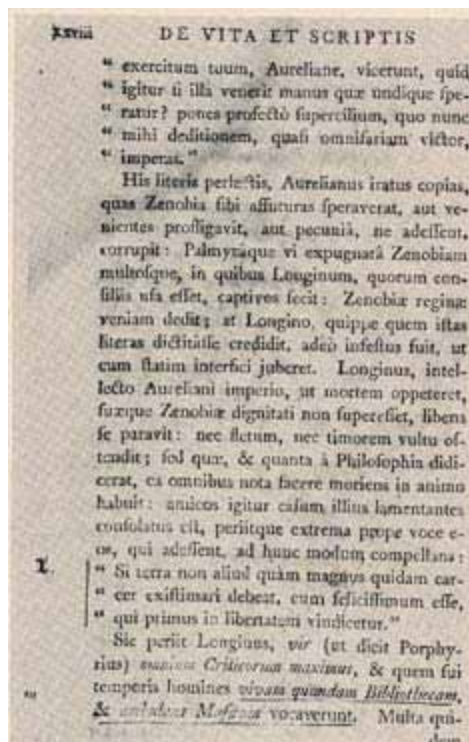 xxviii DE VITA ET SCRIPTIS
“ exercitum tuum, Aureliane, vicerunt, quid
“ igitur si illa venerit manus quæ undique ſpe-
“ ratur? pones profectò ſupercilium, quo nunc
“ mihi deditionem, quaſi omnifariam victor,
“ imperas.”
His literis perlectis, Aurelianus iratus copias,
quas Zenobia ſibi affuturas ſperaverat, aut ve-
nientes profligavit, aut pecuniâ, ne adeſſent,
corrupit: Palmyrâque vi expugnatâ Zenobiam
multoſque, in quibus Longinum, quorum con-
ſiliis uſa eſſet, captivos fecit: Zenobiæ reginæ
veniam dedit; at Longino, quippe quem iſtas
literas dictitâſſe credidit, adeò infeſtus fuit, ut
eum ſtatim interfici juberet. Longinus, intel-
lecto Aureliani imperio, ut mortem oppeteret,
ſuæque Zenobiæ dignitati non ſupereſſet, libens
ſe paravit: nec fletum, nec timorem vultu oſ-
tendit; ſed quæ, & quanta à Philoſophia didi-
cerat, ea omnibus nota facere moriens in animo
habuit: amicos igitur caſum illius lamentantes
conſolatus eſt, periitque extrema prope voce e-
os, qui adeſſent, ad hunc modum compellans:
“ Si terra non aliud quàm magnus quidam car-
“ cer exiſtimari debeat, eum feliciſſimum eſſe,
“ qui primus in libertatem vindicetur.”
Sic periit Longinus, vir (ut dicit Porphy-
rius) omnium Criticorum maximus, & quem ſui
temporis homines vivam quandam Bibliothecam,
& Muſæum vocaverunt. Multa qui-
dem